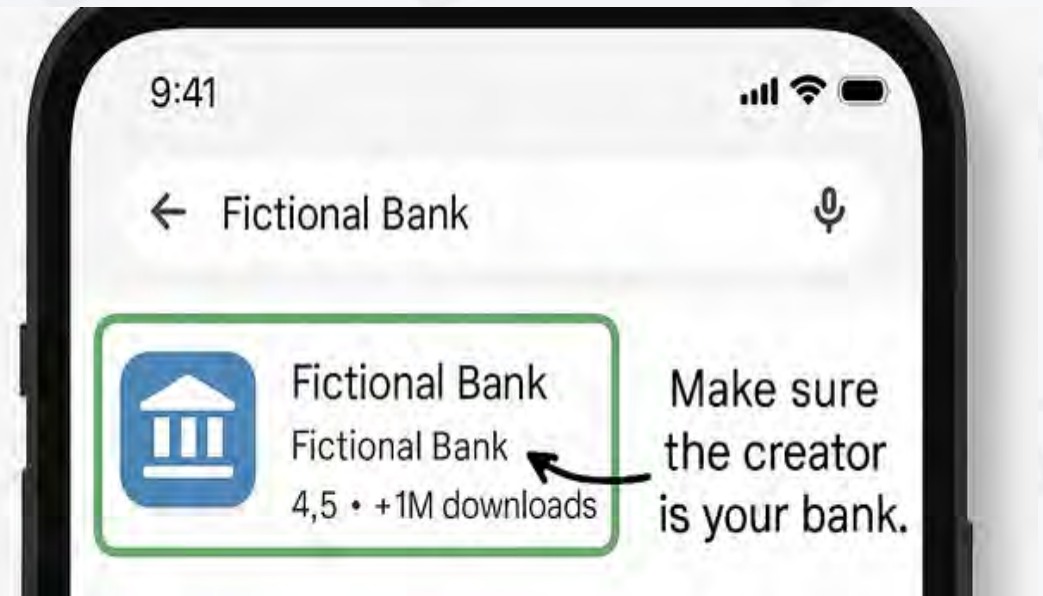 9:41
Fictional Bank
Fictional Bank
Fictional Bank
4,5 • +1M downloads
Make sure
the creator
is your bank.